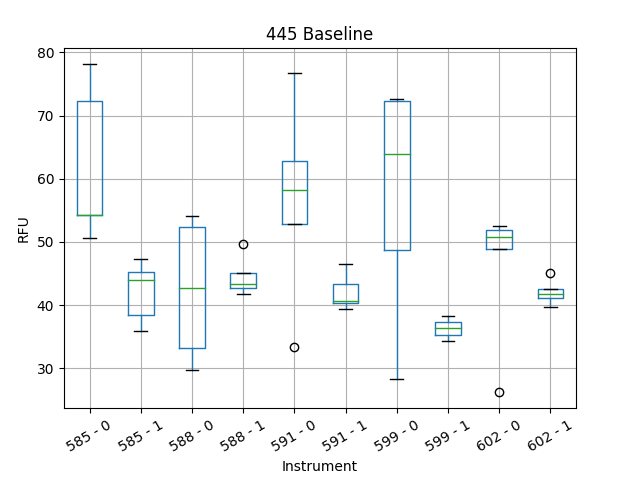 445 Baseline
80
70
60
50
40
30
RFU
585 - 0
585 - 1
588 - 0
588 - 1
591 - 0
591 - 1
599 - 0
599 - 1
602 - 0
602 - 1
Instrument